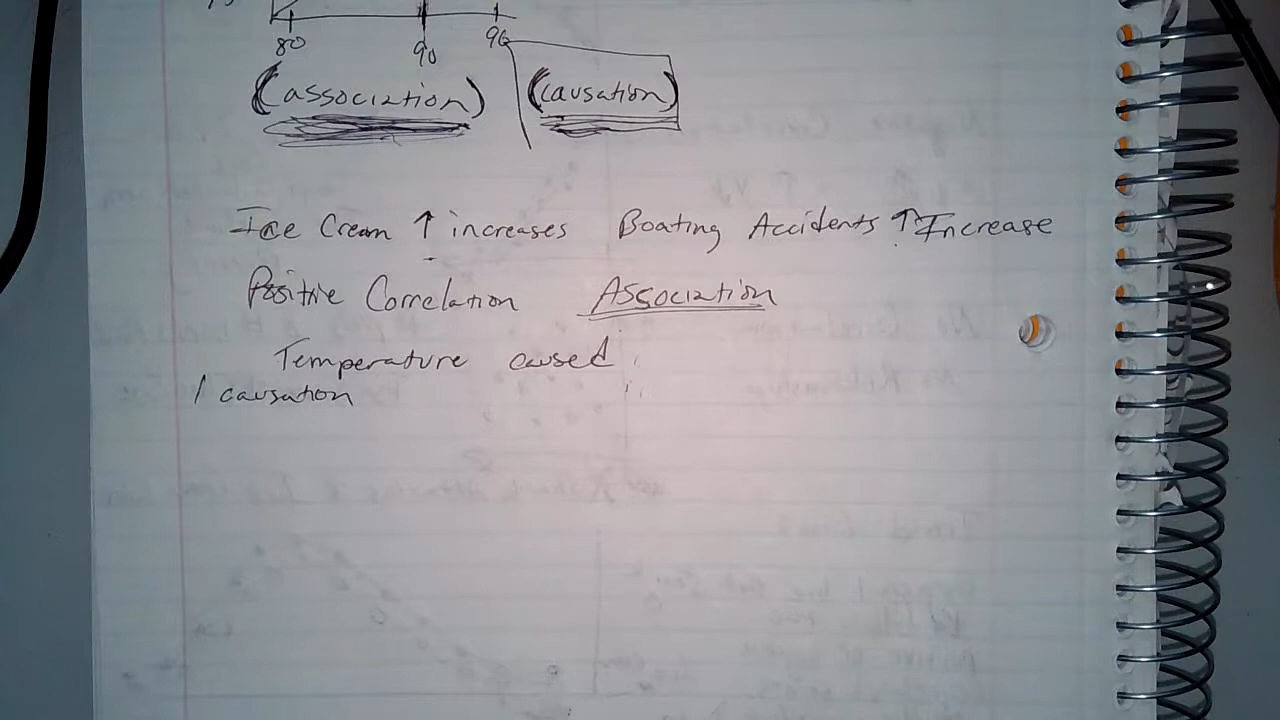 80 90 96
(association) (causation)
Ice Cream ↑ increases Boating Accidents ↑ Increase
Positive Correlation Association
Temperature caused
/ causation